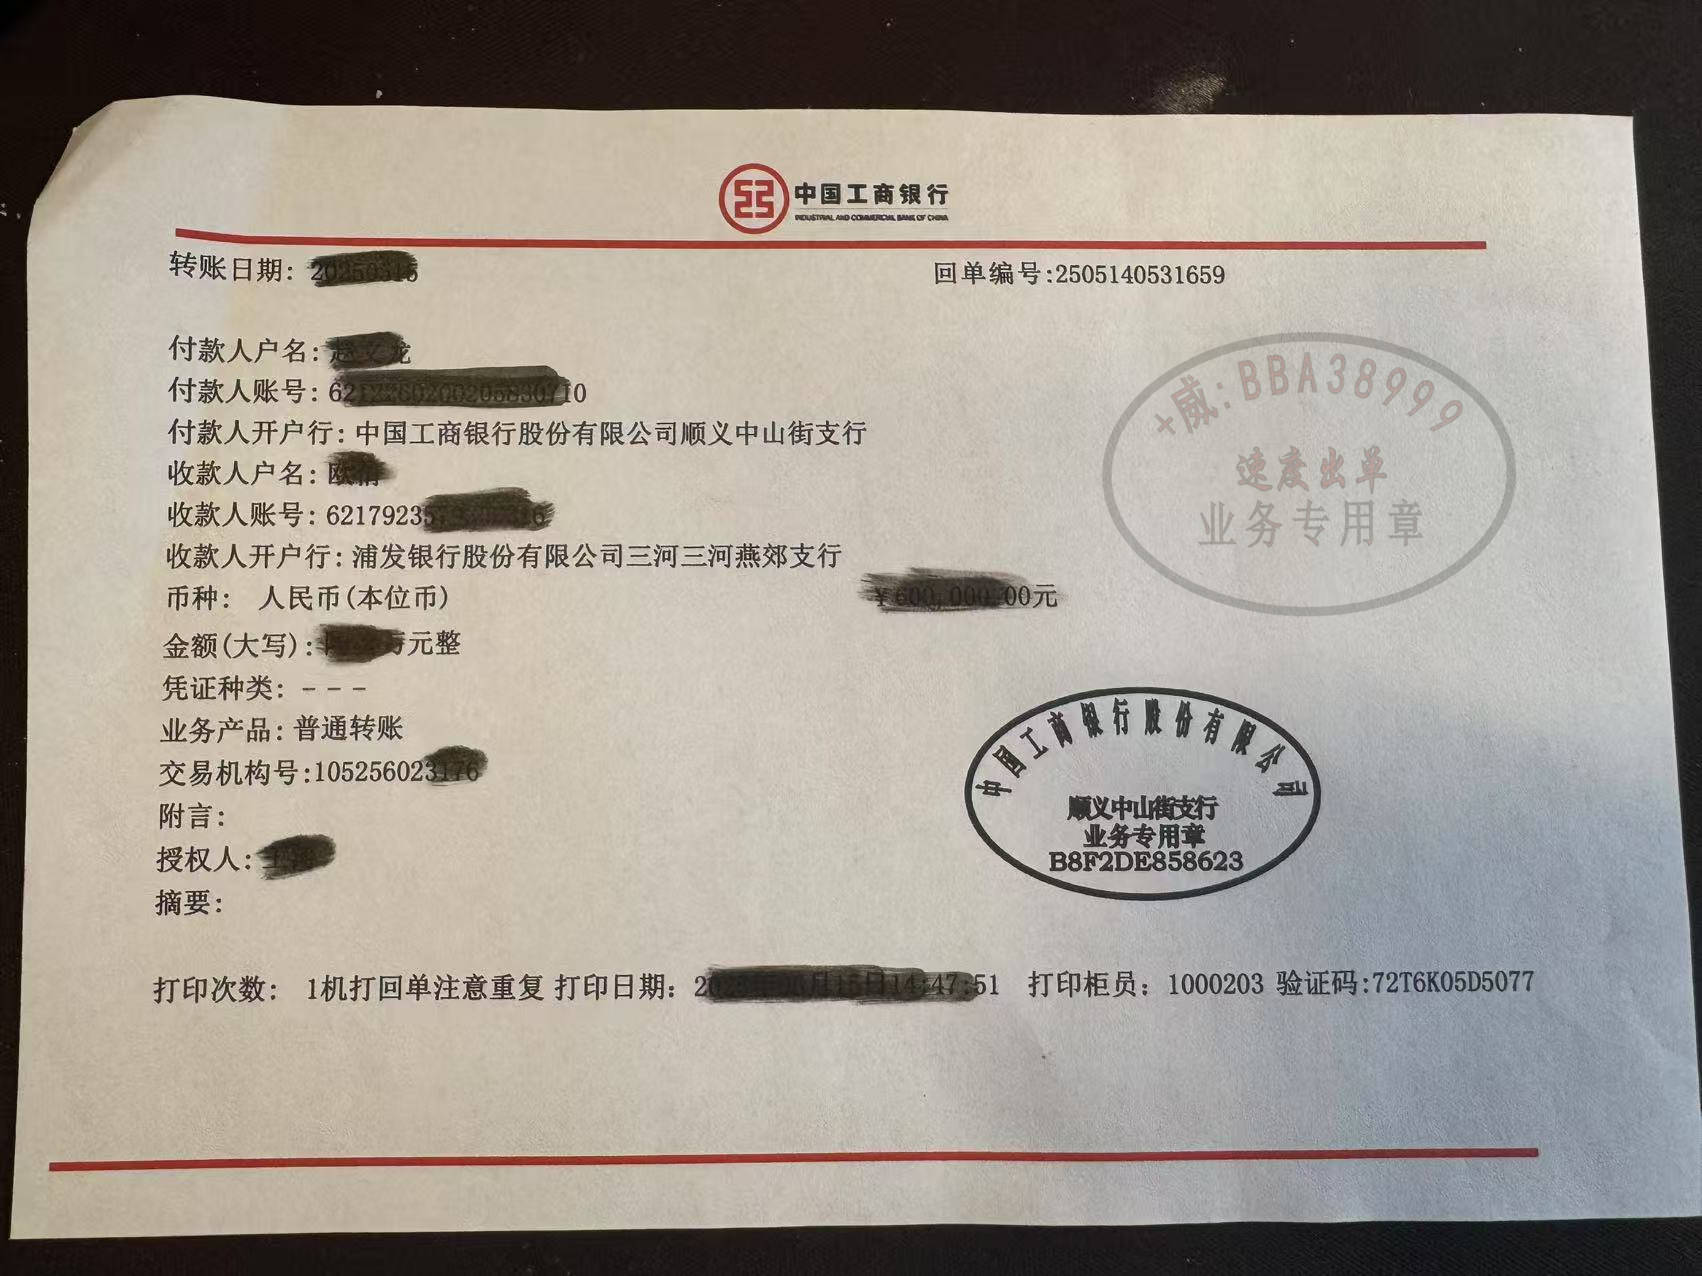 中国工商银行
INDUSTRIAL AND COMMERCIAL BANK OF CHINA
转账日期:
回单编号:2505140531659
付款人户名:
付款人账号:
付款人开户行:中国工商银行股份有限公司顺义中山街支行
收款人户名:
收款人账号:6217923
收款人开户行:浦发银行股份有限公司三河三河燕郊支行
币种: 人民币(本位币)
元
金额(大写): 万元整
凭证种类: ---
业务产品:普通转账
交易机构号:105256023
附言:
授权人:
摘要:
+威:BBA38999
速度出单
业务专用章
中国工商银行股份有限公司
顺义中山街支行
业务专用章
B8F2DE858623
打印次数: 1机打回单注意重复 打印日期: 打印柜员: 1000203 验证码:72T6K05D5077